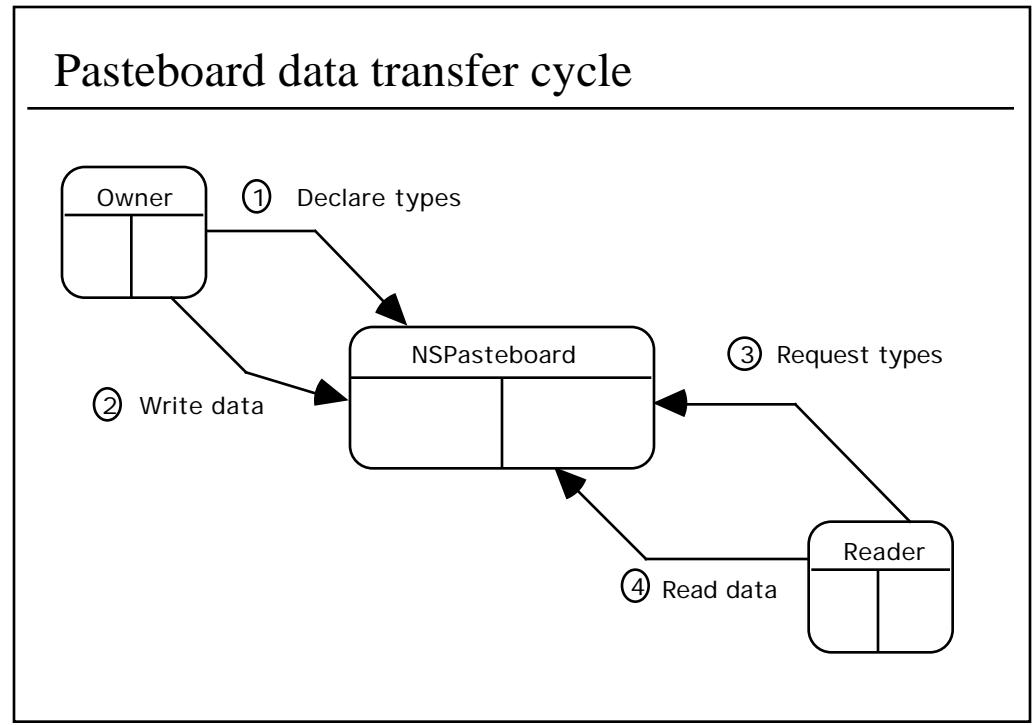 Pasteboard data transfer cycle
Owner
1 Declare types
NSPasteboard
3 Request types
2 Write data
Reader
4 Read data